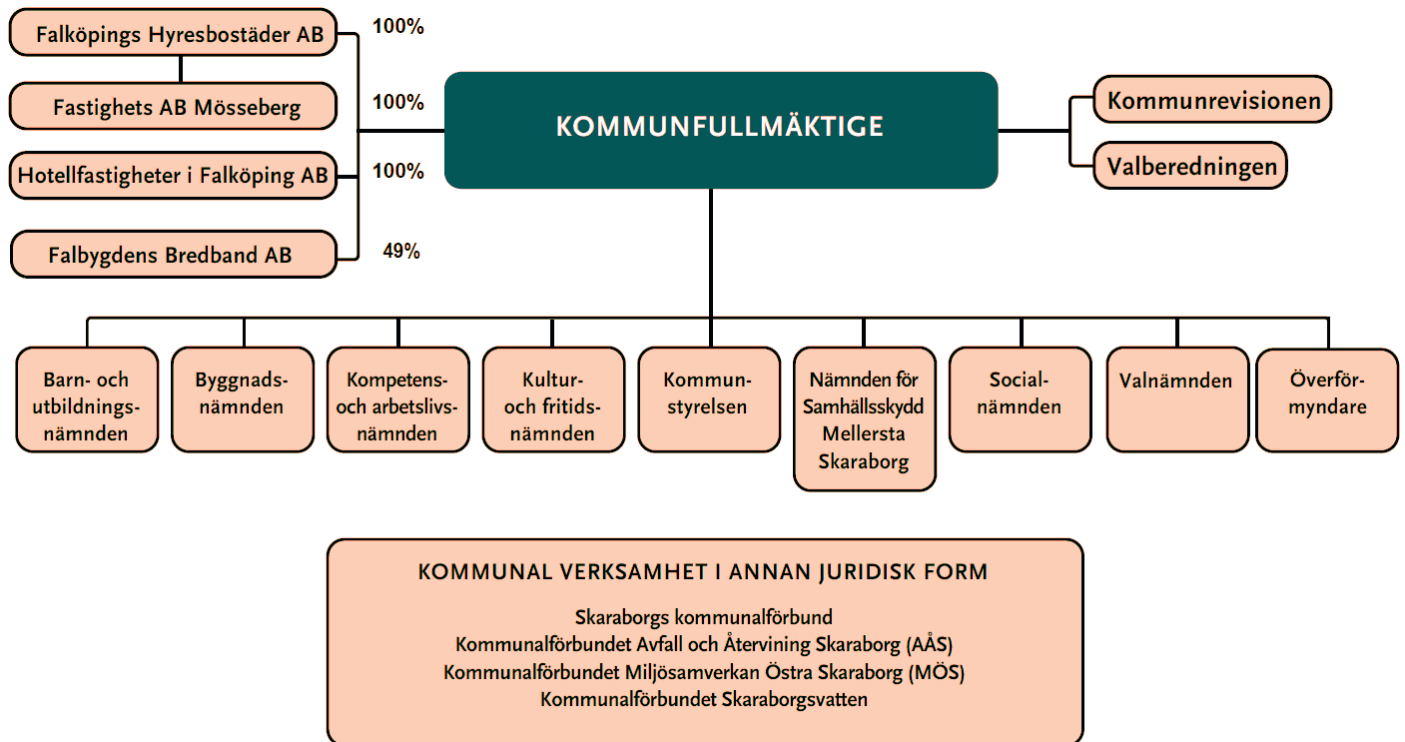 Falköpings Hyresbostäder AB
100%
Fastighets AB Mösseberg
100%
Hotellfastigheter i Falköping AB
100%
Falbygdens Bredband AB
49%
KOMMUNFULLMÄKTIGE
Kommunrevisionen
Valberedningen
Barn- och
utbildnings-
nämnden
Byggnads-
nämnden
Kompetens-
och arbetslivs-
nämnden
Kultur-
och fritids-
nämnden
Kommun-
styrelsen
Nämnden för
Samhällsskydd
Mellersta
Skaraborg
Social-
nämnden
Valnämnden
Överför-
myndare
KOMMUNAL VERKSAMHET I ANNAN JURIDISK FORM
Skaraborgs kommunalförbund
Kommunalförbundet Avfall och Återvining Skaraborg (AÅS)
Kommunalförbundet Miljösamverkan Östra Skaraborg (MÖS)
Kommunalförbundet Skaraborgsvatten